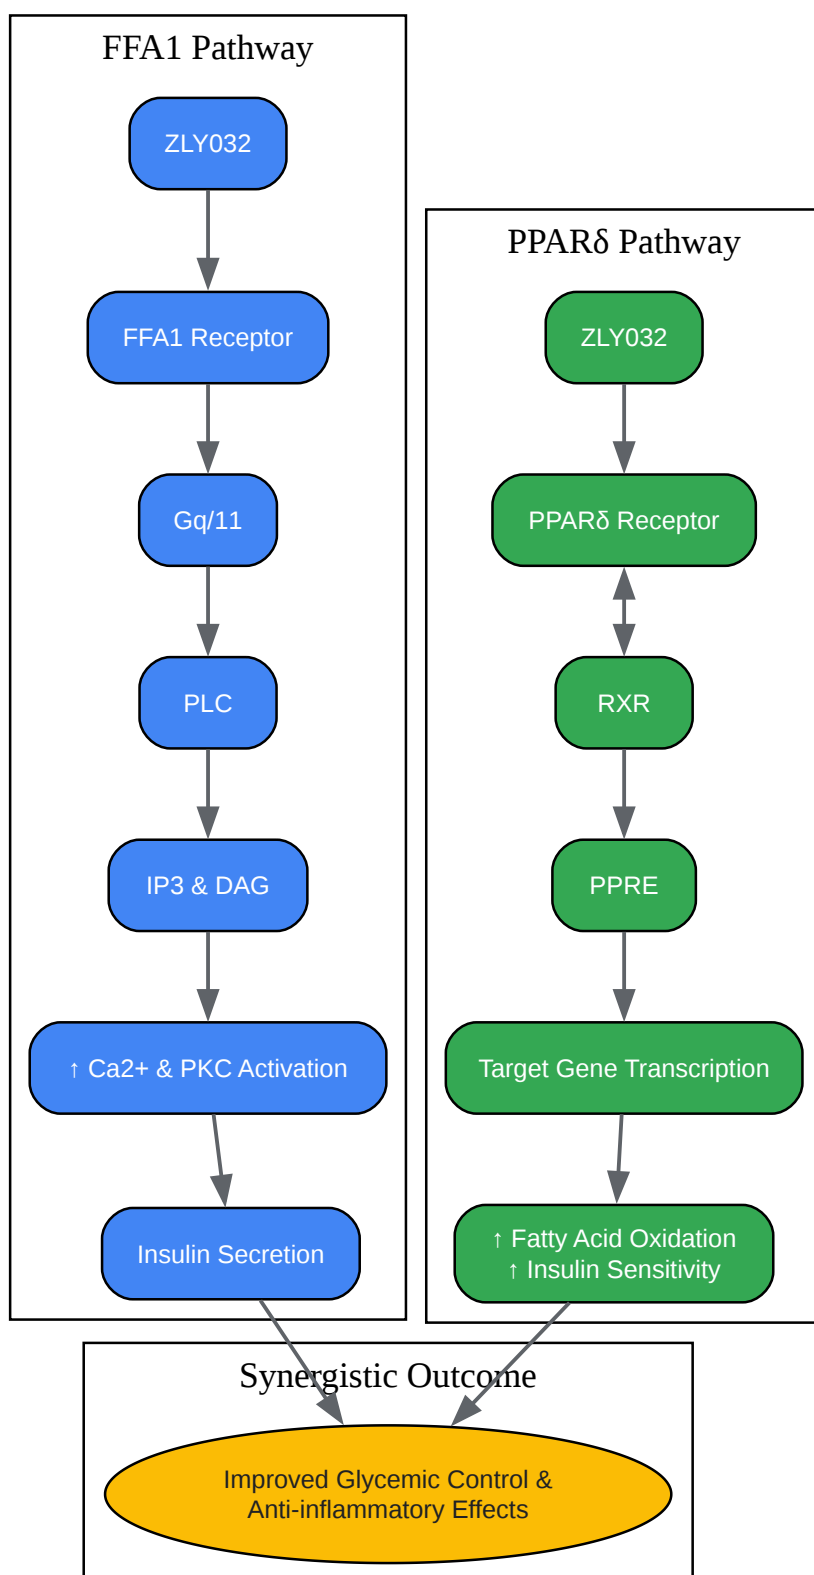 FFA1 Pathway
ZLY032
FFA1 Receptor
Gq/11
PLC
IP3 & DAG
↑ Ca2+ & PKC Activation
Insulin Secretion
PPARδ Pathway
ZLY032
PPARδ Receptor
RXR
PPRE
Target Gene Transcription
↑ Fatty Acid Oxidation
↑ Insulin Sensitivity
Synergistic Outcome
Improved Glycemic Control &
Anti-inflammatory Effects